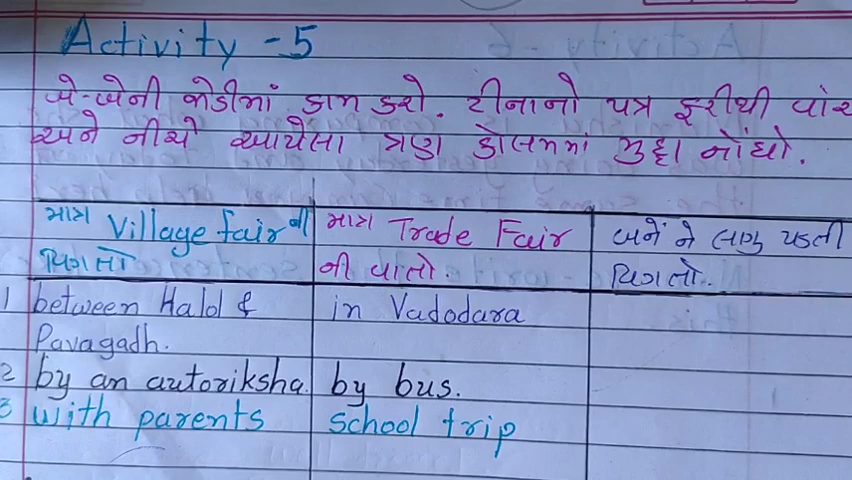 Activity - 5
બે-બેની જોડીમાં કામ કરો. ટીનાનો પત્ર ફરીથી વાંચ
અને નીચે આપેલા ત્રણ કોલમમાં મુદ્દા નોંધો.
માત્ર Village fair ની વિગતો
માત્ર Trade Fair ની વાતો.
બંને ને લાગુ પડતી વિગતો.
1 between Halol & Pavagadh.
in Vadodara
2 by an autoriksha.
by bus.
3 with parents
school trip